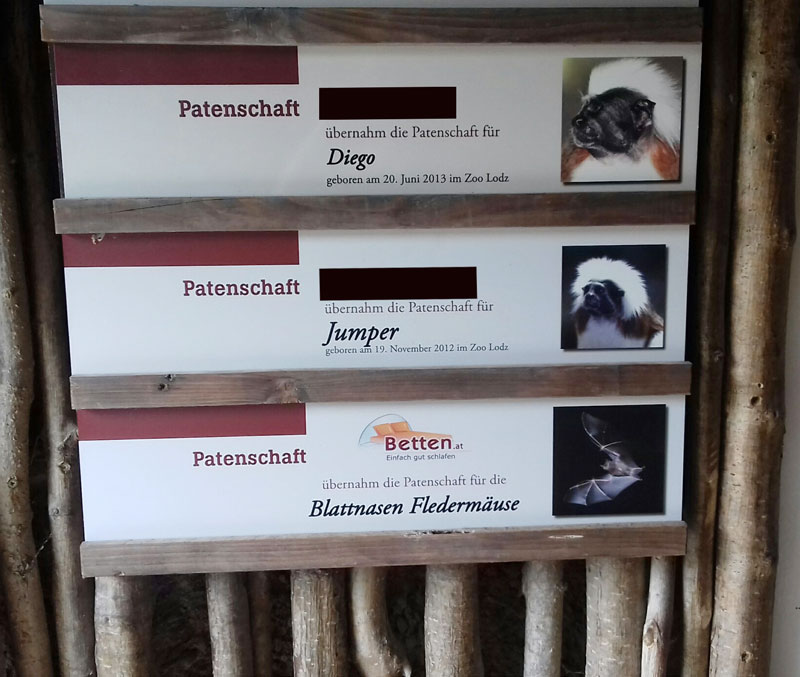 Patenschaft
übernahm die Patenschaft für
Diego
geboren am 20. Juni 2013 im Zoo Lodz
Patenschaft
übernahm die Patenschaft für
Jumper
geboren am 19. November 2012 im Zoo Lodz
Patenschaft
Betten.at
Einfach gut schlafen
übernahm die Patenschaft für die
Blattnasen Fledermäuse